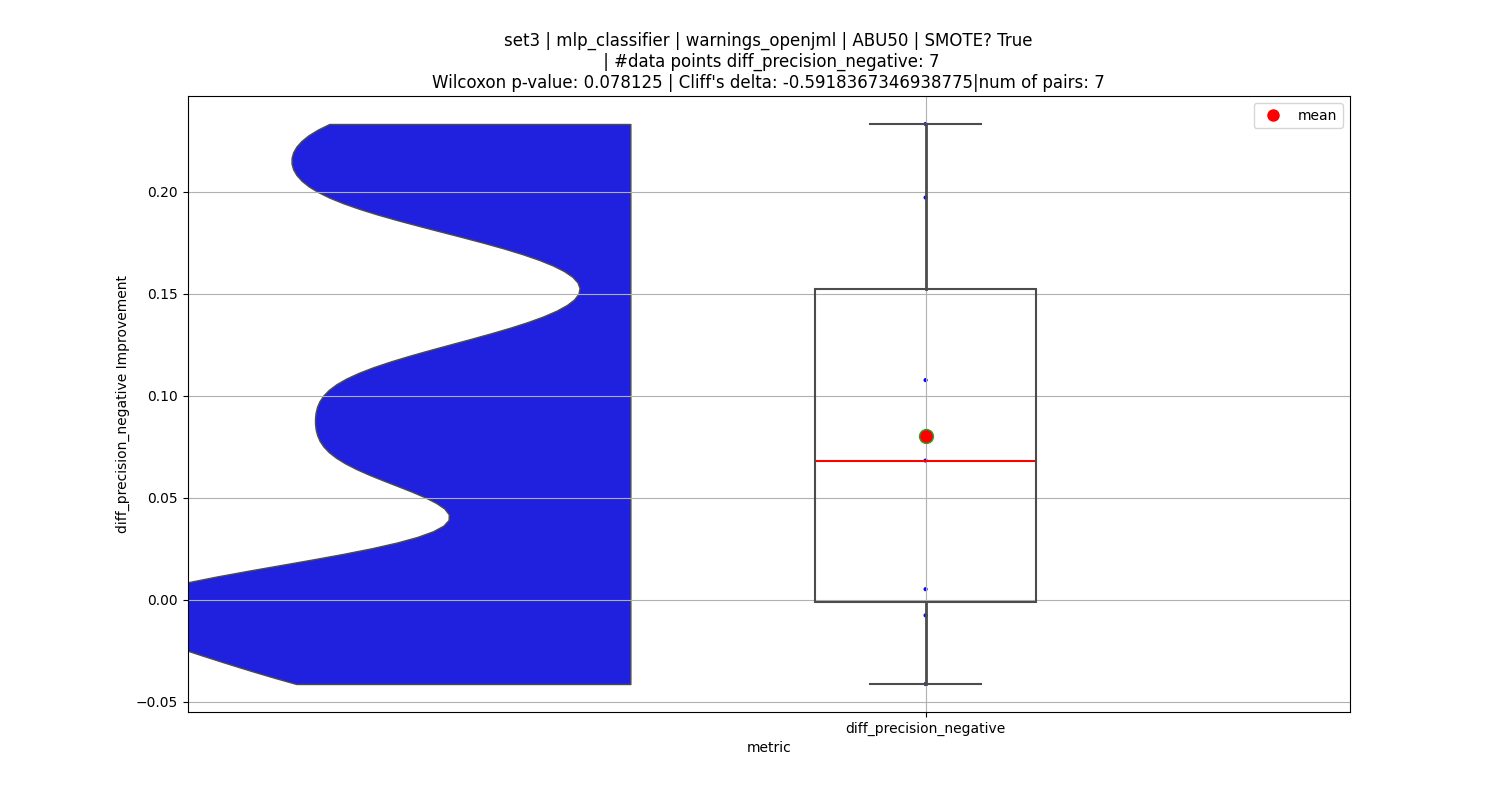 set3 | mlp_classifier | warnings_openjml | ABU50 | SMOTE? True
| #data points diff_precision_negative: 7
Wilcoxon p-value: 0.078125 | Cliff's delta: -0.5918367346938775|num of pairs: 7
mean
0.20
0.15
0.10
0.05
0.00
−0.05
diff_precision_negative Improvement
diff_precision_negative
metric